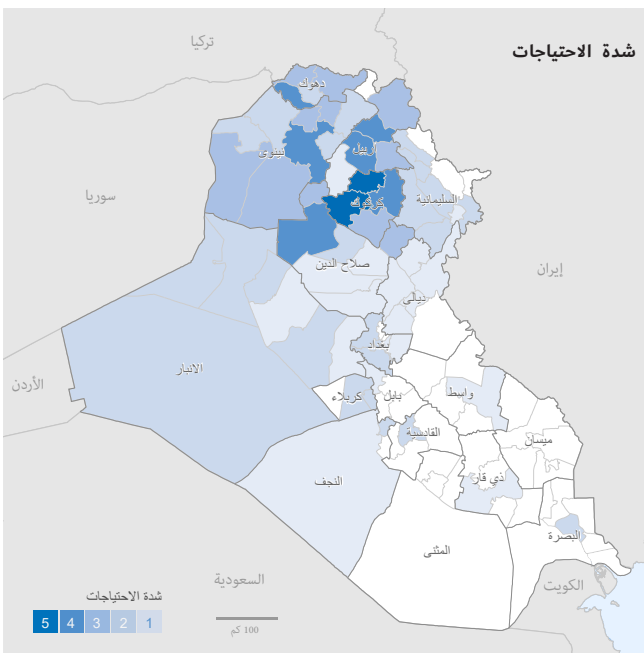 شدة الاحتياجات
تركيا
دهوك
نينوى
اربيل
كركوك
السليمانية
سوريا
إيران
صلاح الدين
ديالى
بغداد
الانبار
الأردن
كربلاء
بابل
واسط
القادسية
ميسان
النجف
ذي قار
المثنى
البصرة
السعودية
الكويت
شدة الاحتياجات
5 4 3 2 1
100 كم